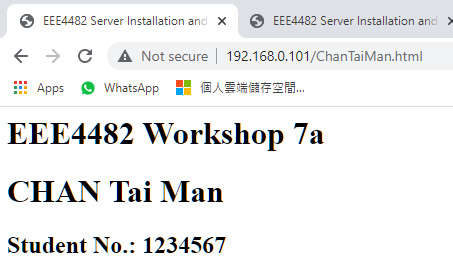 EEE4482 Server Installation and
EEE4482 Server Installation and
Not secure 192.168.0.101/ChanTaiMan.html
Apps WhatsApp 個人雲端儲存空間...
EEE4482 Workshop 7a
CHAN Tai Man
Student No.: 1234567